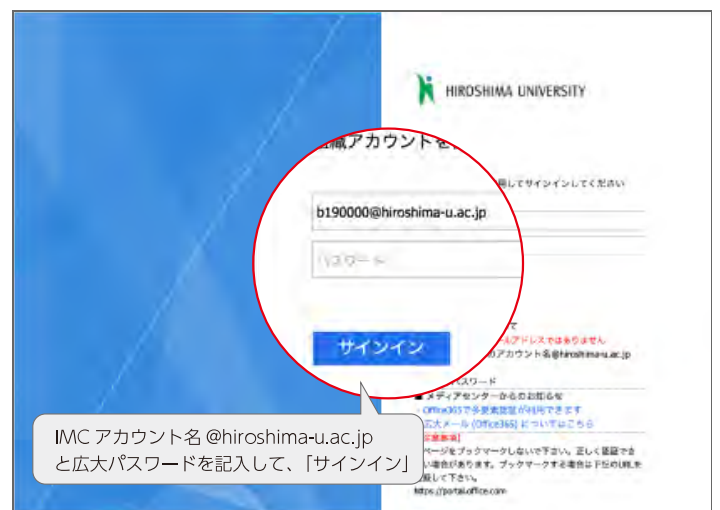 HIROSHIMA UNIVERSITY
組織アカウントを
用してサインインしてください
b190000@hiroshima-u.ac.jp
パスワード
サインイン
て
ルアドレスではありません
のアカウント名@hiroshima-u.ac.jp
パスワード
■ メディアセンターからのお知らせ
・Office365で多要素認証が利用できます
広大メール (Office365) についてはこちら
注意事項]
ページをブックマークしないで下さい。正しく認証でき
い場合があります。ブックマークする場合は下記のURLを
して下さい。
https://portal.office.com
IMC アカウント名 @hiroshima-u.ac.jp
と広大パスワードを記入して、「サインイン」